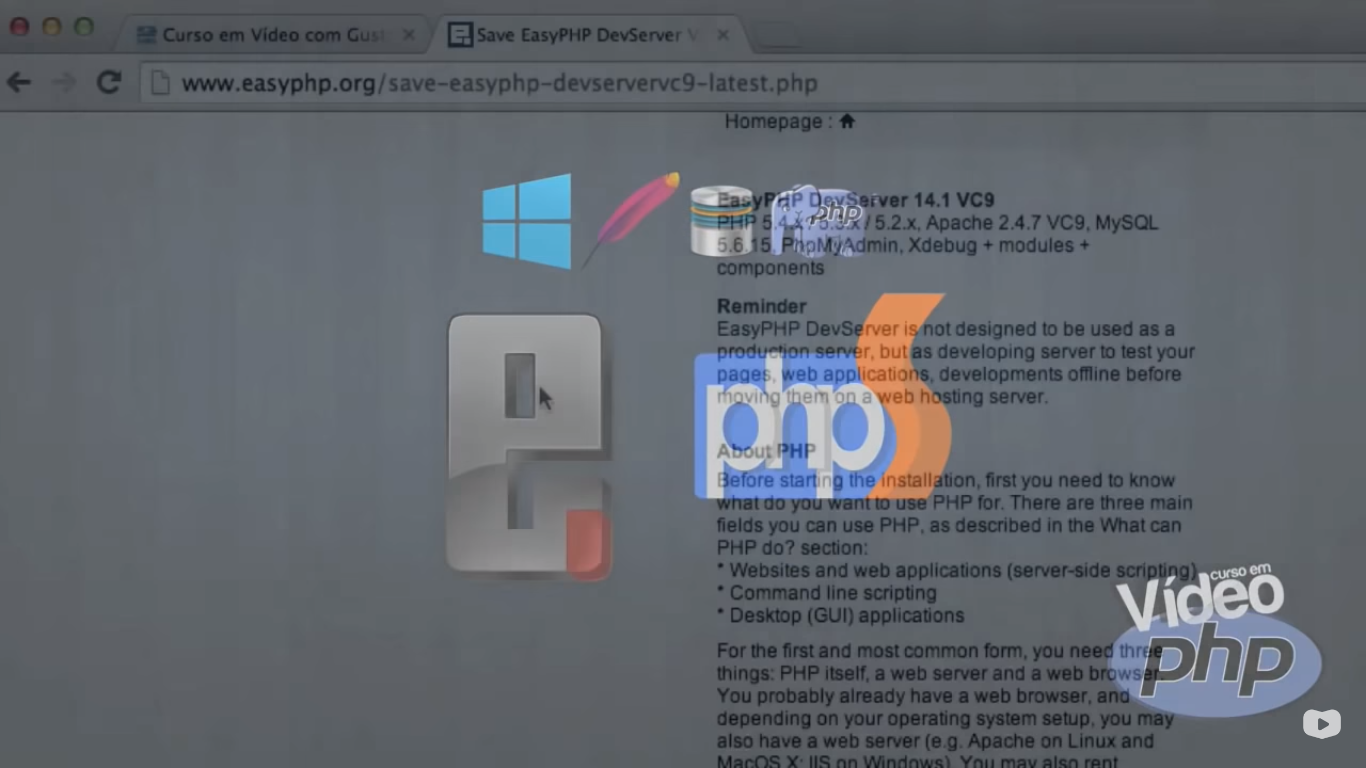 Curso em Vídeo com Gust
Save EasyPHP DevServer V
www.easyphp.org/save-easyphp-devservervc9-latest.php
Homepage :
EasyPHP DevServer 14.1 VC9
PHP 5.4.x / 5.3.x / 5.2.x, Apache 2.4.7 VC9, MySQL
5.6.15, PhpMyAdmin, Xdebug + modules +
components
php
Reminder
EasyPHP DevServer is not designed to be used as a
production server, but as developing server to test your
pages, web applications, developments offline before
moving them on a web hosting server.
php5
About PHP
Before starting the installation, first you need to know
what do you want to use PHP for. There are three main
fields you can use PHP, as described in the What can
PHP do? section:
* Websites and web applications (server-side scripting)
* Command line scripting
* Desktop (GUI) applications
For the first and most common form, you need three
things: PHP itself, a web server and a web browser.
You probably already have a web browser, and
depending on your operating system setup, you may
also have a web server (e.g. Apache on Linux and
MacOS X; IIS on Windows). You may also rent
curso em
Vídeo
php